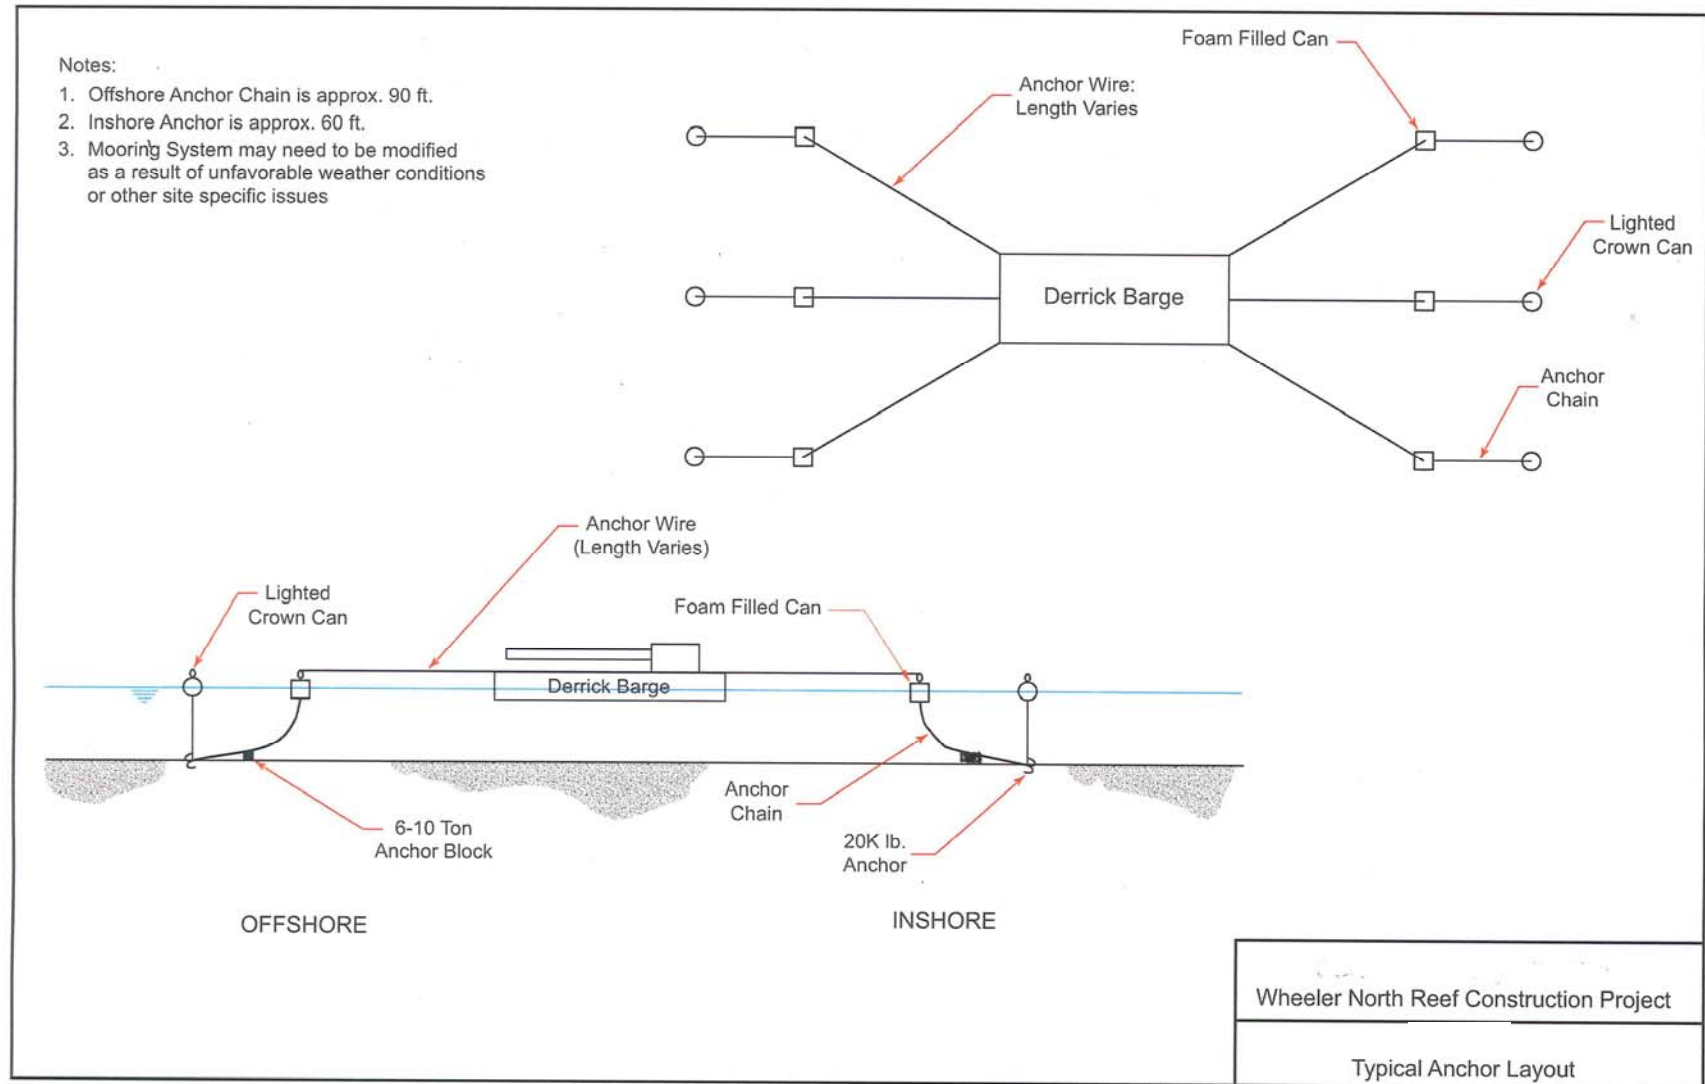 Notes:
1. Offshore Anchor Chain is approx. 90 ft.
2. Inshore Anchor is approx. 60 ft.
3. Mooring System may need to be modified
as a result of unfavorable weather conditions
or other site specific issues
Foam Filled Can
Anchor Wire:
Length Varies
Lighted
Crown Can
Derrick Barge
Anchor
Chain
Anchor Wire
(Length Varies)
Lighted
Crown Can
Foam Filled Can
Derrick Barge
Anchor
Chain
6-10 Ton
Anchor Block
20K lb.
Anchor
OFFSHORE
INSHORE
Wheeler North Reef Construction Project
Typical Anchor Layout